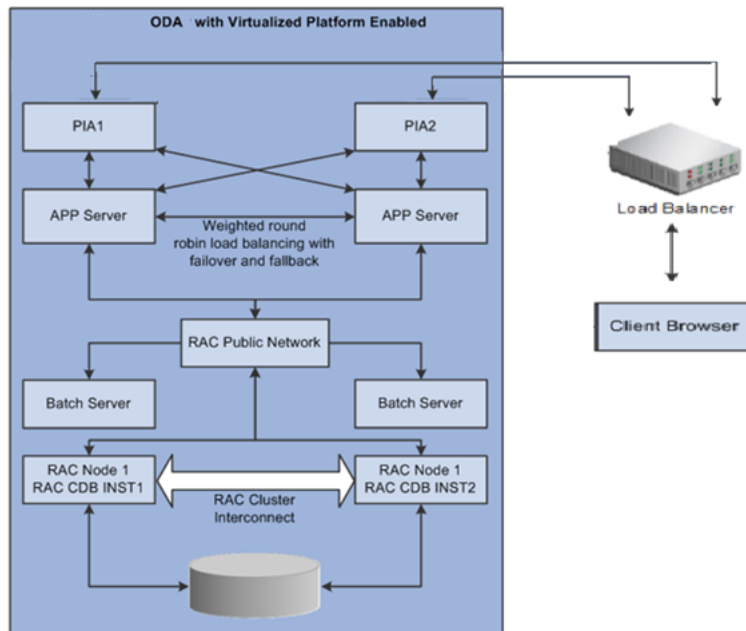 ODA with Virtualized Platform Enabled
PIA1
PIA2
APP Server
APP Server
Weighted round
robin load balancing with
failover and fallback
Load Balancer
Client Browser
RAC Public Network
Batch Server
Batch Server
RAC Node 1
RAC CDB INST1
RAC Node 1
RAC CDB INST2
RAC Cluster
Interconnect